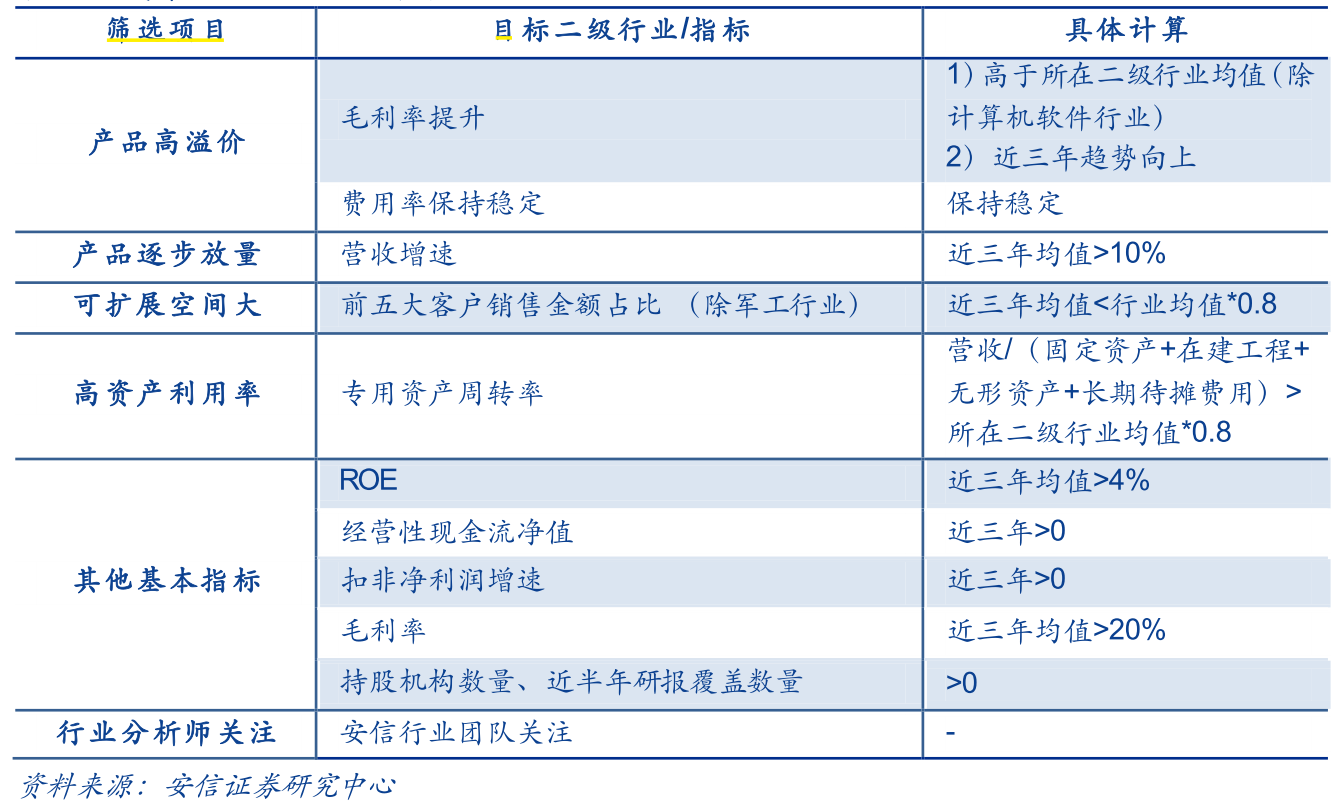 筛选项目 目标二级行业/指标 具体计算
产品高溢价
毛利率提升
1）高于所在二级行业均值（除
计算机软件行业）
2） 近三年趋势向上
费用率保持稳定 保持稳定
产品逐步放量 营收增速 近三年均值>10%
可扩展空间大 前五大客户销售金额占比 （除军工行业） 近三年均值<行业均值*0.8
高资产利用率 专用资产周转率
营收/（固定资产+在建工程+
无形资产+长期待摊费用）>
所在二级行业均值*0.8
其他基本指标
ROE 近三年均值>4%
经营性现金流净值 近三年>0
扣非净利润增速 近三年>0
毛利率 近三年均值>20%
持股机构数量、近半年研报覆盖数量 >0
行业分析师关注 安信行业团队关注 -
资料来源：安信证券研究中心